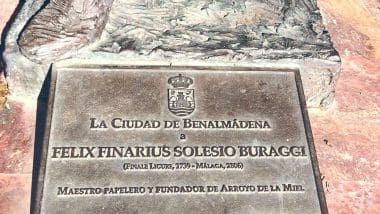 La Ciudad de Benalmádena
a
Felix Finarius Solesio Buraggi
(Finale Ligure, 1739 - Málaga, 1806)
Maestro papelero y fundador de Arroyo de la Miel